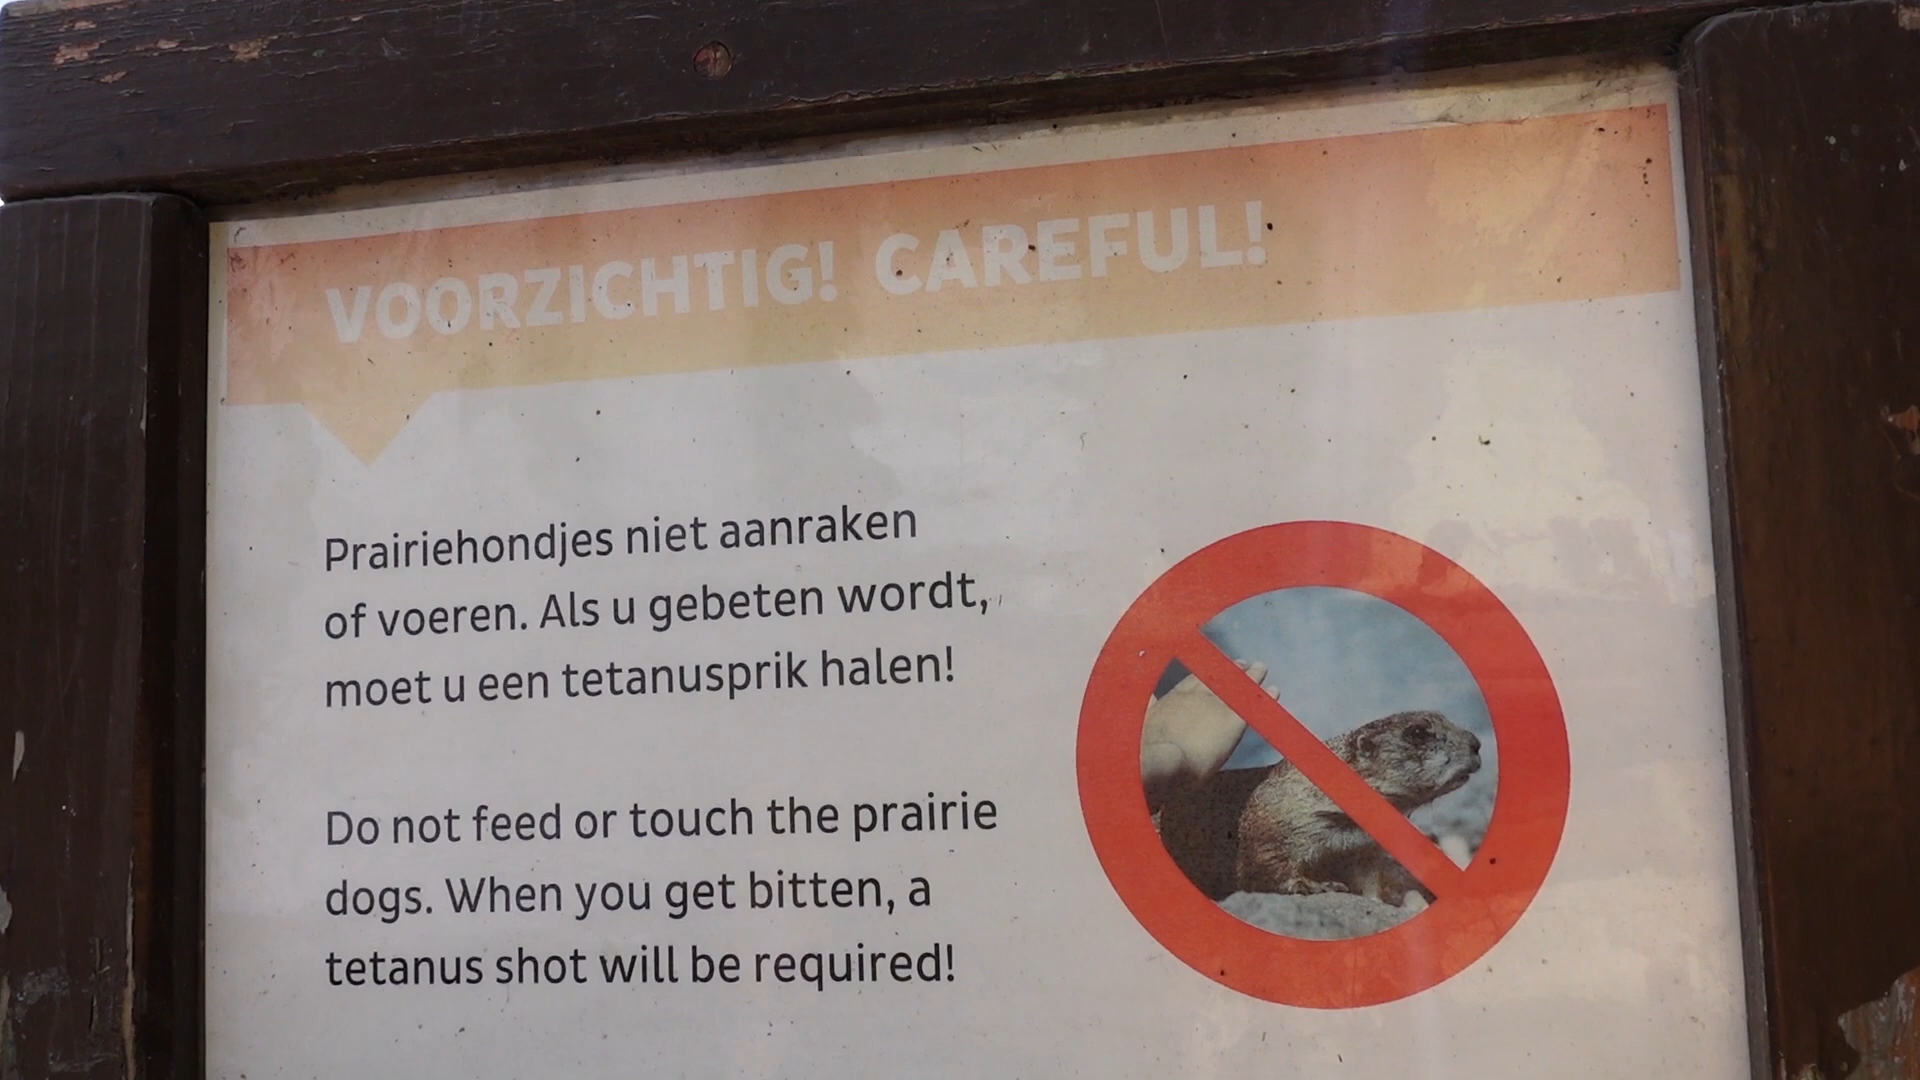 VOORZICHTIG! CAREFUL!
Prairiehondjes niet aanraken
of voeren. Als u gebeten wordt,
moet u een tetanusprik halen!
Do not feed or touch the prairie
dogs. When you get bitten, a
tetanus shot will be required!